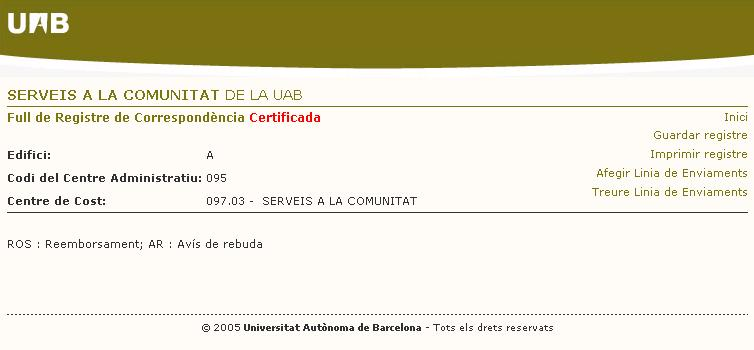 UAB
SERVEIS A LA COMUNITAT DE LA UAB
Full de Registre de Correspondència Certificada
Inici
Guardar registre
Imprimir registre
Afegir Linia de Enviaments
Treure Linia de Enviaments
Edifici: A
Codi del Centre Administratiu: 095
Centre de Cost: 097.03 - SERVEIS A LA COMUNITAT
ROS : Reemborsament; AR : Avís de rebuda
© 2005 Universitat Autònoma de Barcelona - Tots els drets reservats